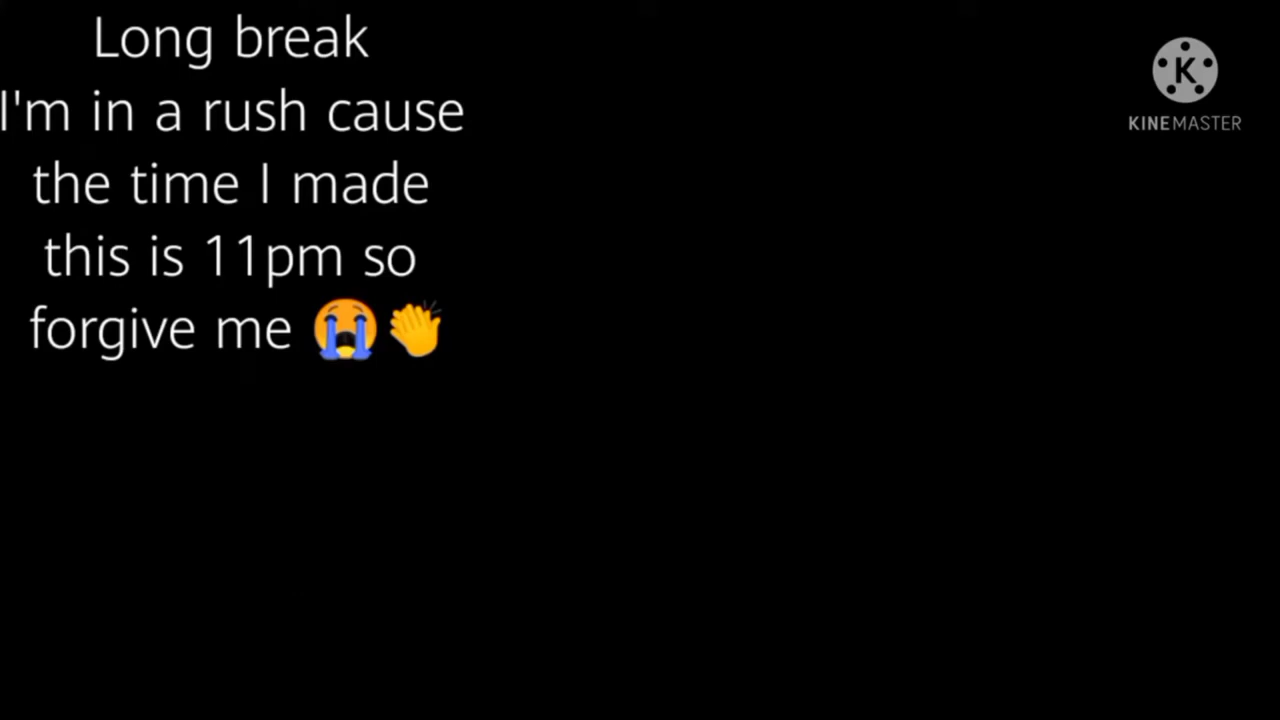 Long break
I'm in a rush cause
the time I made
this is 11pm so
forgive me 😭👏
K
KINEMASTER